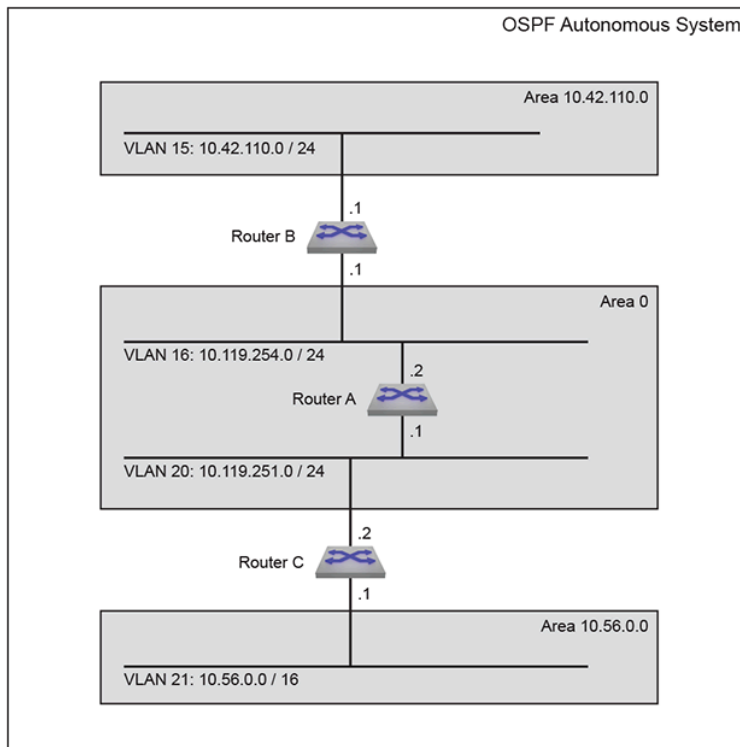 OSPF Autonomous System
Area 10.42.110.0
VLAN 15: 10.42.110.0 / 24
.1
Router B
.1
Area 0
VLAN 16: 10.119.254.0 / 24
.2
Router A
.1
VLAN 20: 10.119.251.0 / 24
.2
Router C
.1
Area 10.56.0.0
VLAN 21: 10.56.0.0 / 16